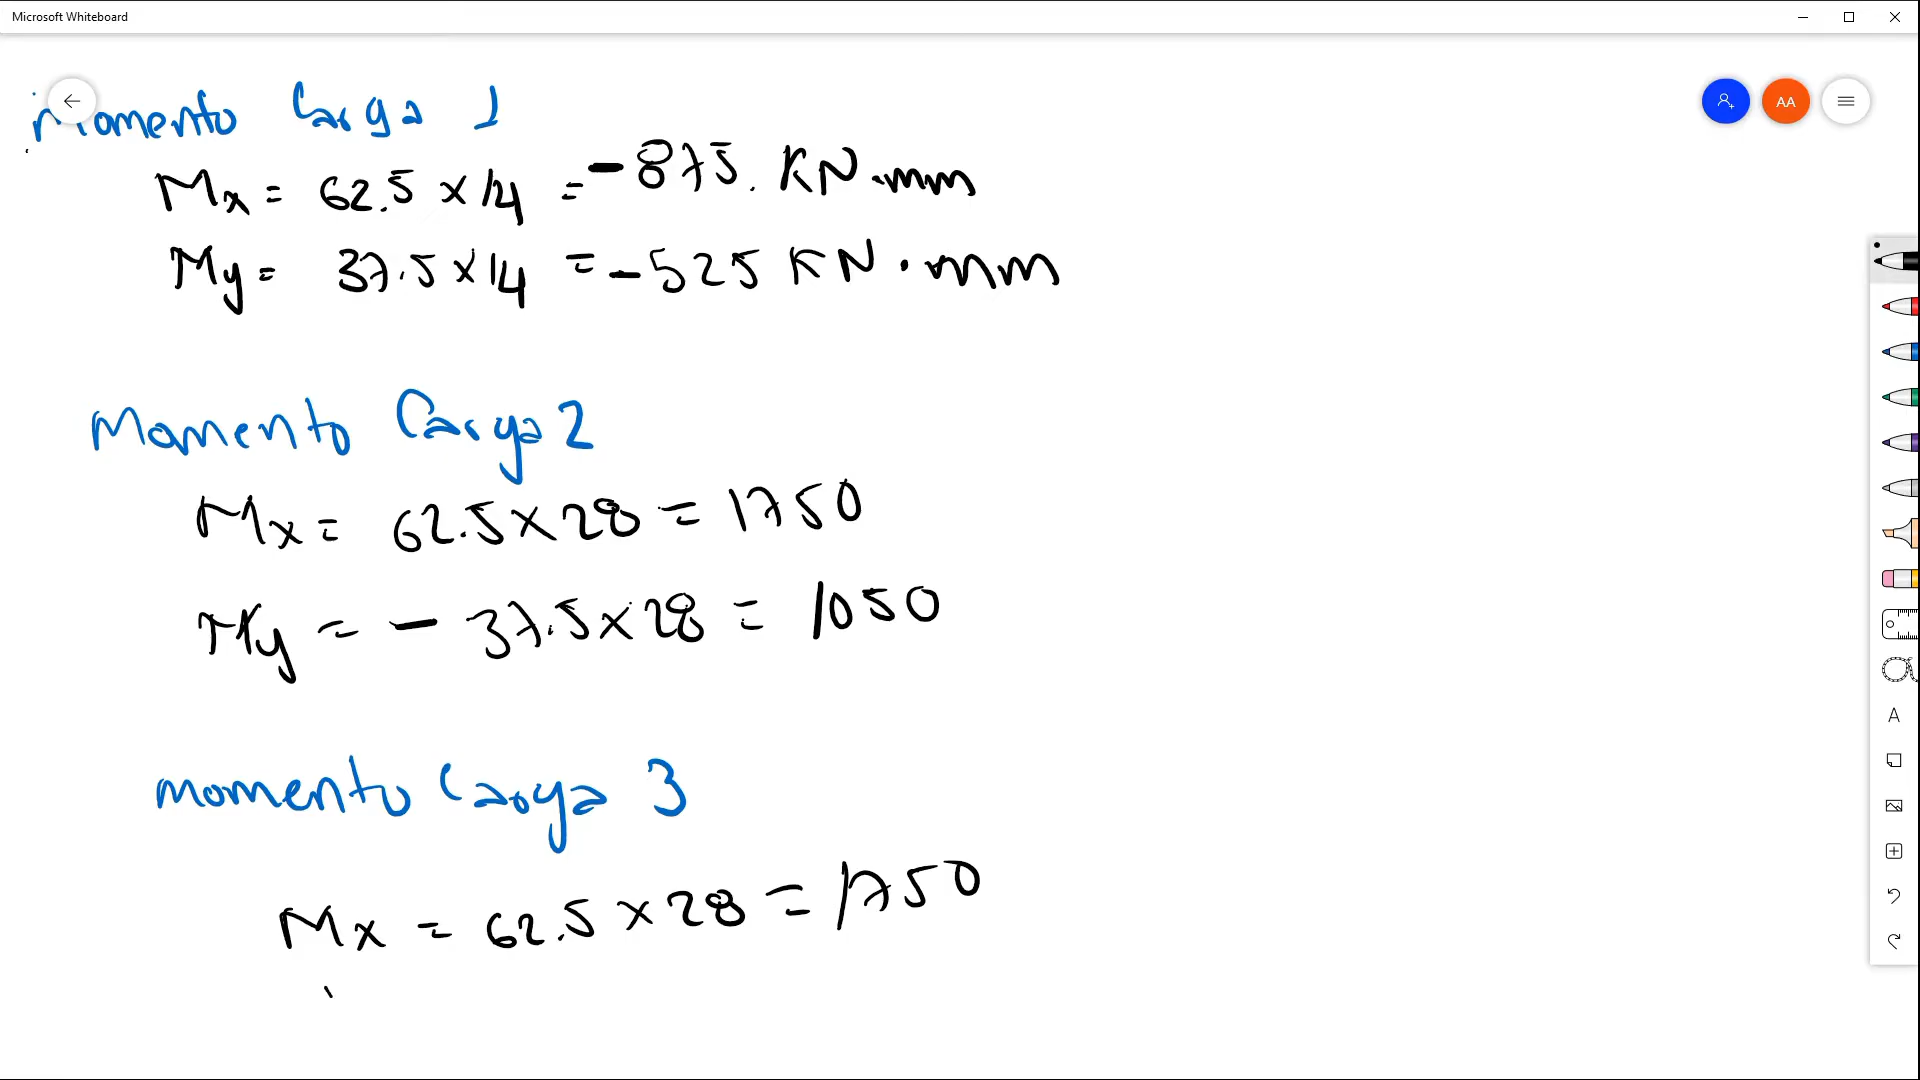 Microsoft Whiteboard
Momento Carga 1
AA
Mx = 62.5 x 14 = -875. KN.mm
My = 37.5 x 14 = -525 KN.mm
Momento Carga 2
Mx = 62.5 x 28 = 1750
My = - 37.5 x 28 = 1050
momento Carga 3
Mx = 62.5 x 28 = 1750
A